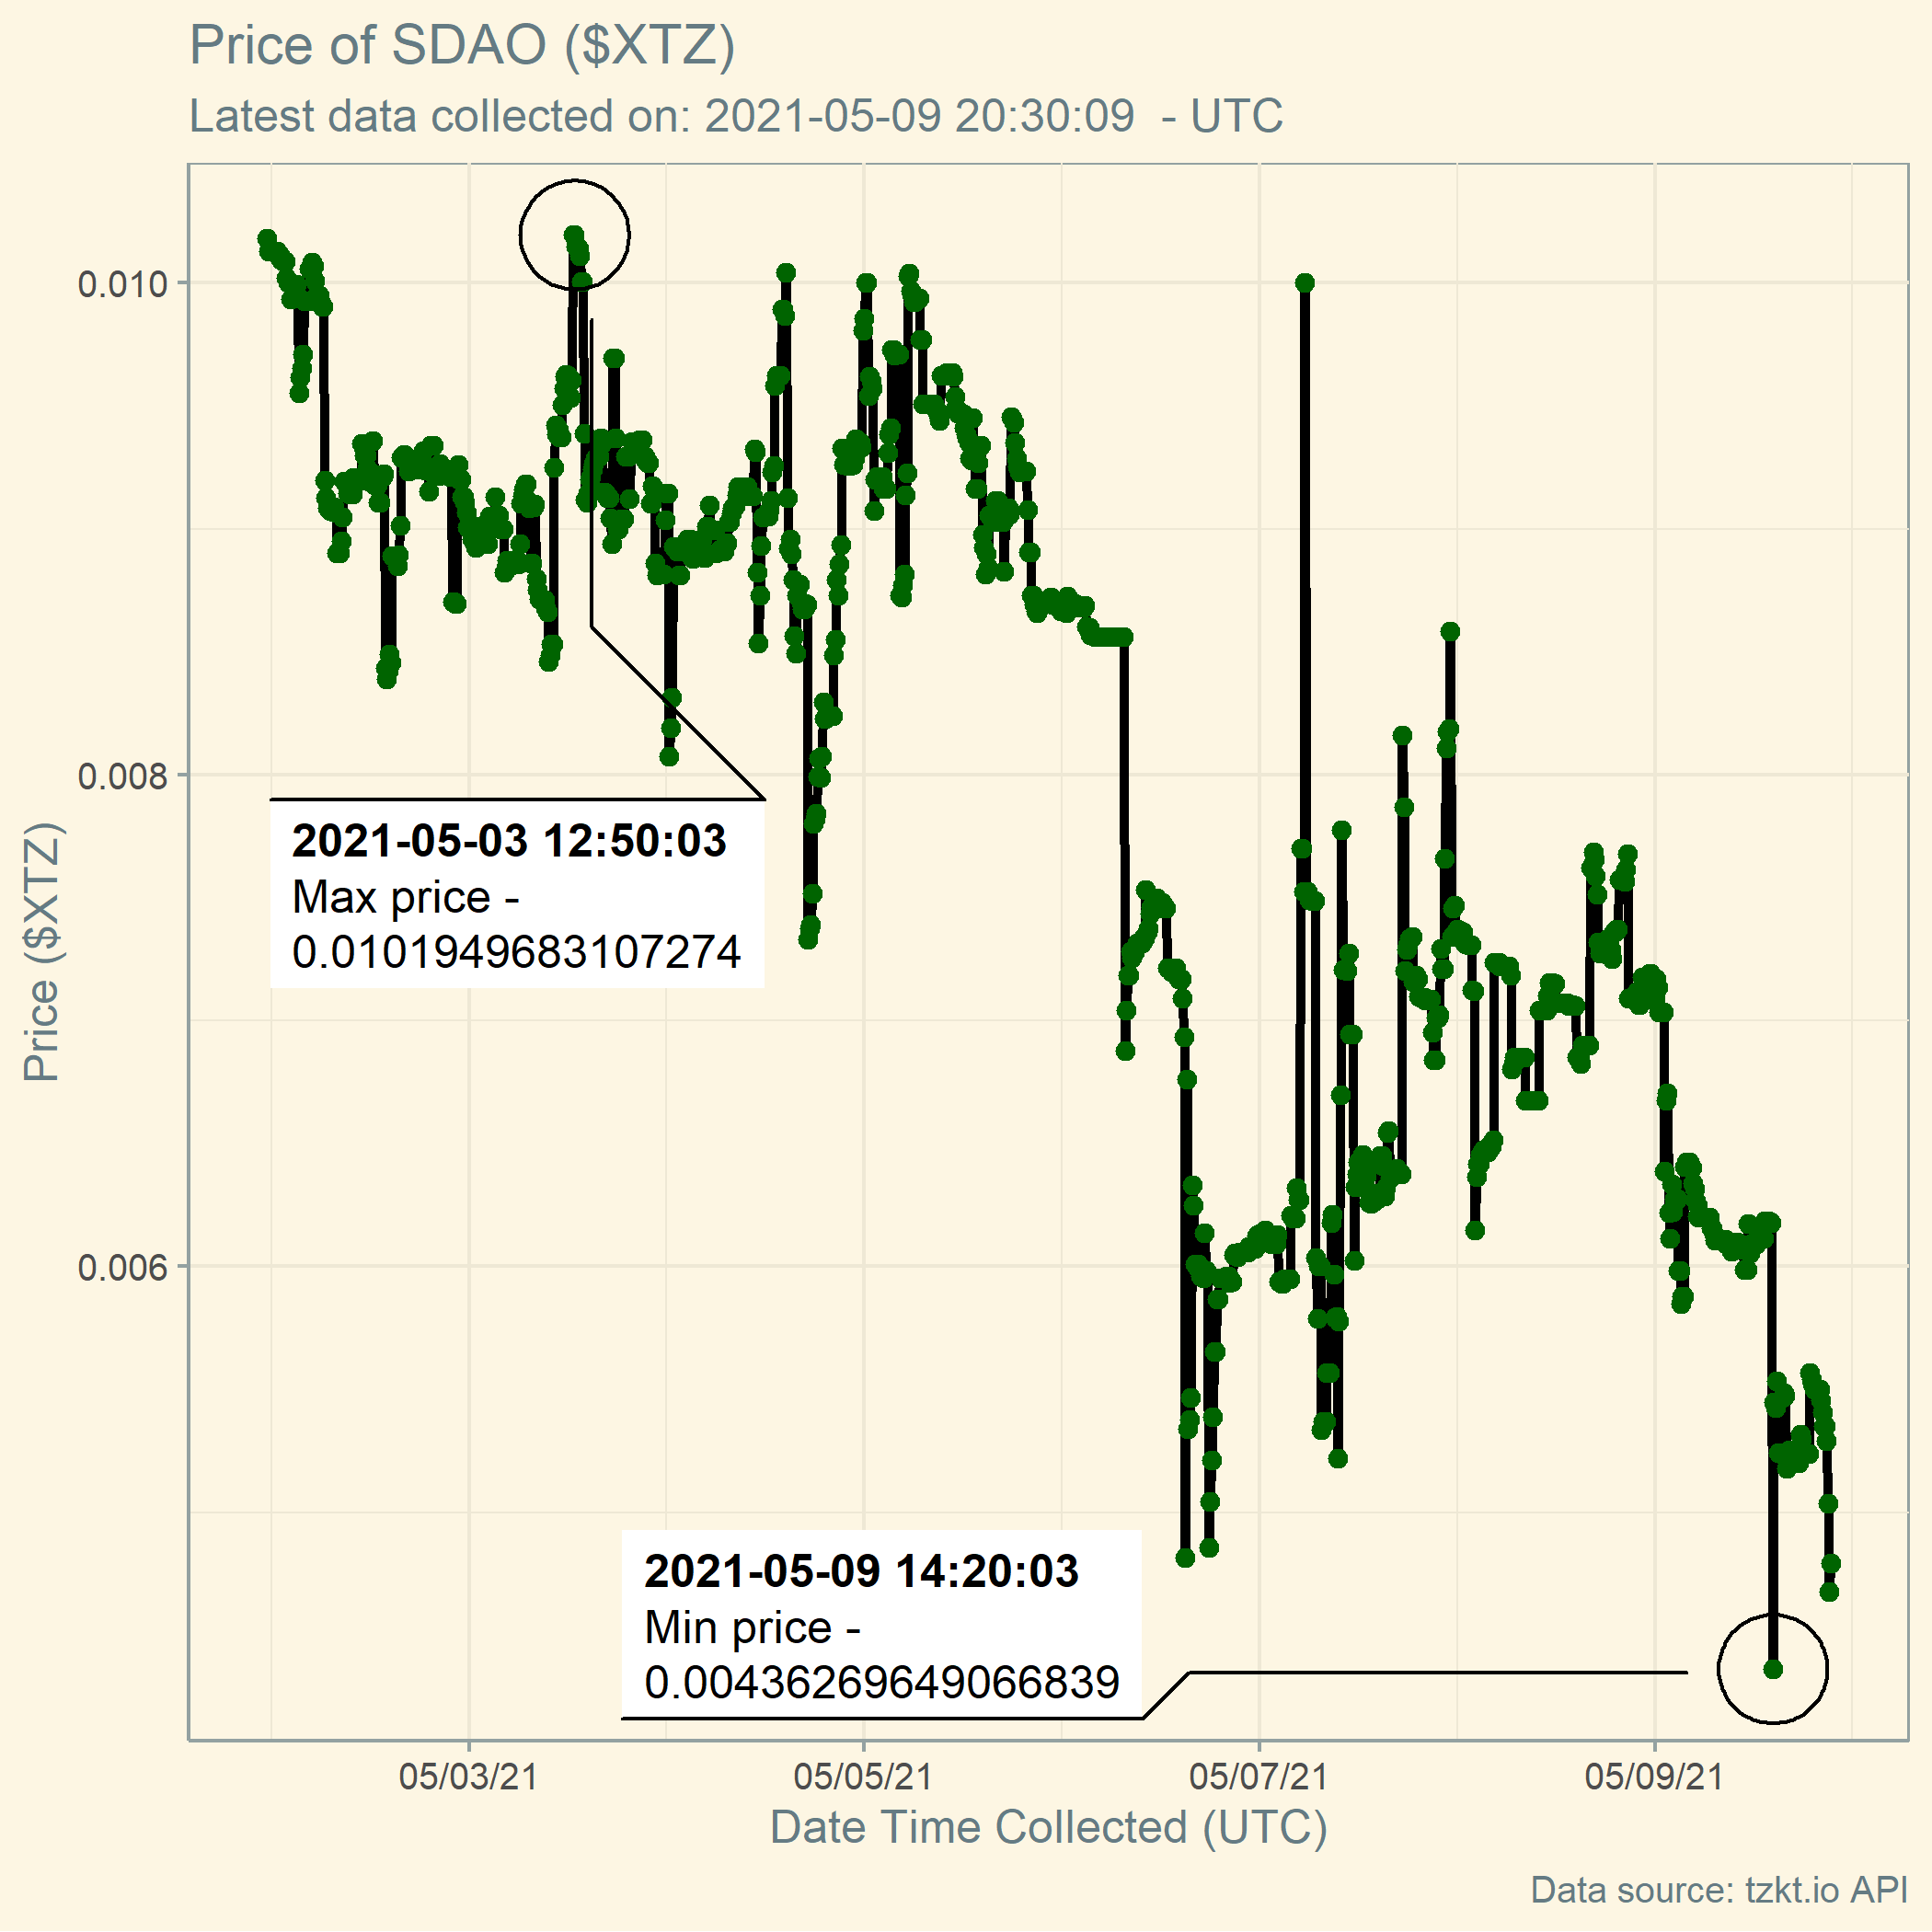 Price of SDAO ($XTZ)
Latest data collected on: 2021-05-09 20:30:09  - UTC
0.010
0.008
0.006
Price ($XTZ)
2021-05-03 12:50:03
Max price -
0.0101949683107274
2021-05-09 14:20:03
Min price -
0.00436269649066839
05/03/21
05/05/21
05/07/21
05/09/21
Date Time Collected (UTC)
Data source: tzkt.io API